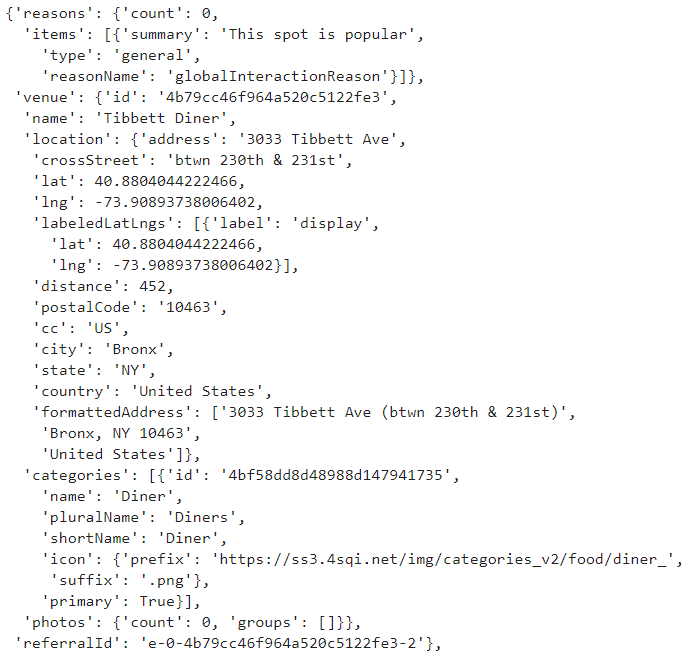 {'reasons': {'count': 0,
'items': [{'summary': 'This spot is popular',
'type': 'general',
'reasonName': 'globalInteractionReason'}]},
'venue': {'id': '4b79cc46f964a520c5122fe3',
'name': 'Tibbett Diner',
'location': {'address': '3033 Tibbett Ave',
'crossStreet': 'btwn 230th & 231st',
'lat': 40.8804044222466,
'lng': -73.90893738006402,
'labeledLatLngs': [{'label': 'display',
'lat': 40.8804044222466,
'lng': -73.90893738006402}],
'distance': 452,
'postalCode': '10463',
'cc': 'US',
'city': 'Bronx',
'state': 'NY',
'country': 'United States',
'formattedAddress': ['3033 Tibbett Ave (btwn 230th & 231st)',
'Bronx, NY 10463',
'United States']},
'categories': [{'id': '4bf58dd8d48988d147941735',
'name': 'Diner',
'pluralName': 'Diners',
'shortName': 'Diner',
'icon': {'prefix': 'https://ss3.4sqi.net/img/categories_v2/food/diner_',
'suffix': '.png'},
'primary': True}],
'photos': {'count': 0, 'groups': []}},
'referralId': 'e-0-4b79cc46f964a520c5122fe3-2'},